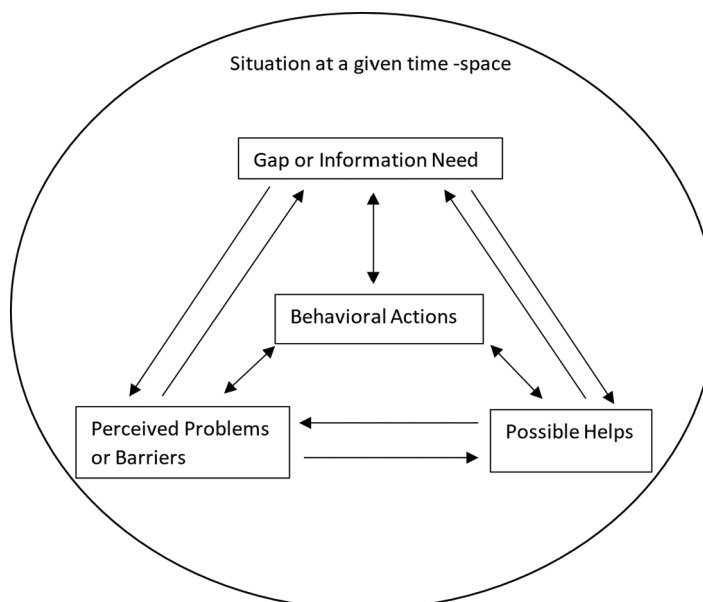 Situation at a given time -space
Gap or Information Need
Behavioral Actions
Perceived Problems
or Barriers
Possible Helps